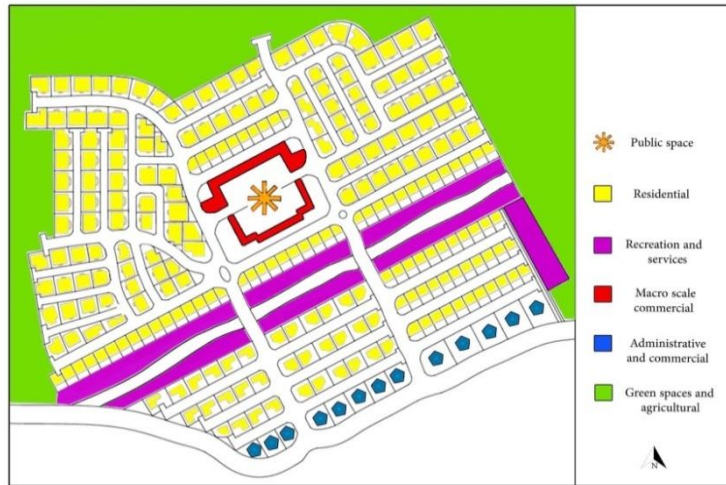 Public space
Residential
Recreation and
services
Macro scale
commercial
Administrative
and commercial
Green spaces and
agricultural
N